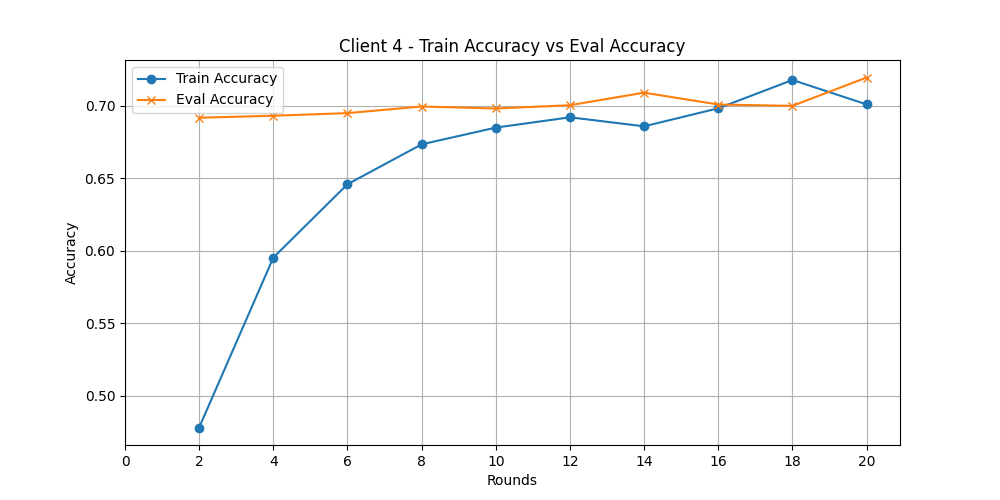 Client 4 - Train Accuracy vs Eval Accuracy
Train Accuracy
Eval Accuracy
0.70
0.65
0.60
0.55
0.50
Accuracy
0 2 4 6 8 10 12 14 16 18 20
Rounds